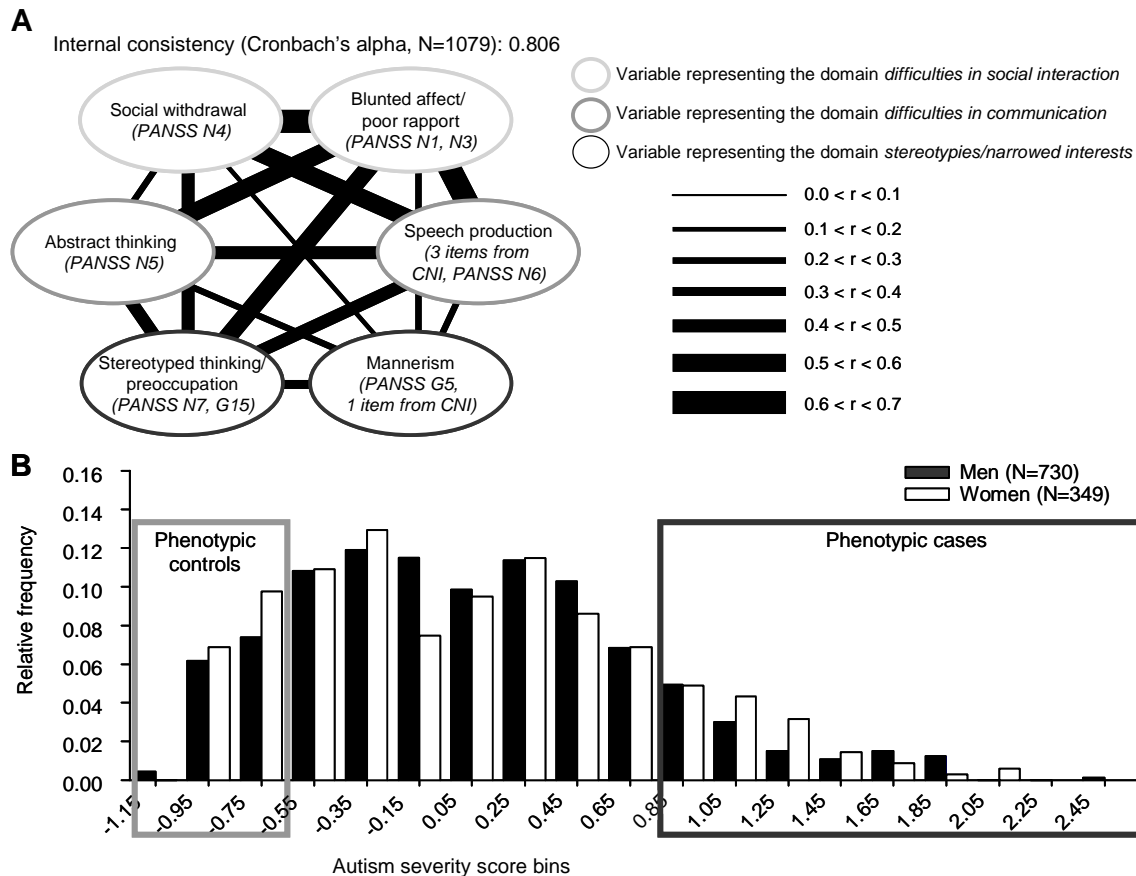 A
Internal consistency (Cronbach's alpha, N=1079): 0.806
Social withdrawal
(PANSS N4)
Blunted affect/
poor rapport
(PANSS N1, N3)
Abstract thinking
(PANSS N5)
Speech production
(3 items from
CNI, PANSS N6)
Stereotyped thinking/
preoccupation
(PANSS N7, G15)
Mannerism
(PANSS G5,
1 item from CNI)
Variable representing the domain difficulties in social interaction
Variable representing the domain difficulties in communication
Variable representing the domain stereotypies/narrowed interests
0.0 < r < 0.1
0.1 < r < 0.2
0.2 < r < 0.3
0.3 < r < 0.4
0.4 < r < 0.5
0.5 < r < 0.6
0.6 < r < 0.7
B
Men (N=730)
Women (N=349)
Phenotypic
controls
Phenotypic cases
Relative frequency
0.16
0.14
0.12
0.10
0.08
0.06
0.04
0.02
0.00
-1.15 -0.95 -0.75 -0.55 -0.35 -0.15 0.05 0.25 0.45 0.65 0.85 1.05 1.25 1.45 1.65 1.85 2.05 2.25 2.45
Autism severity score bins